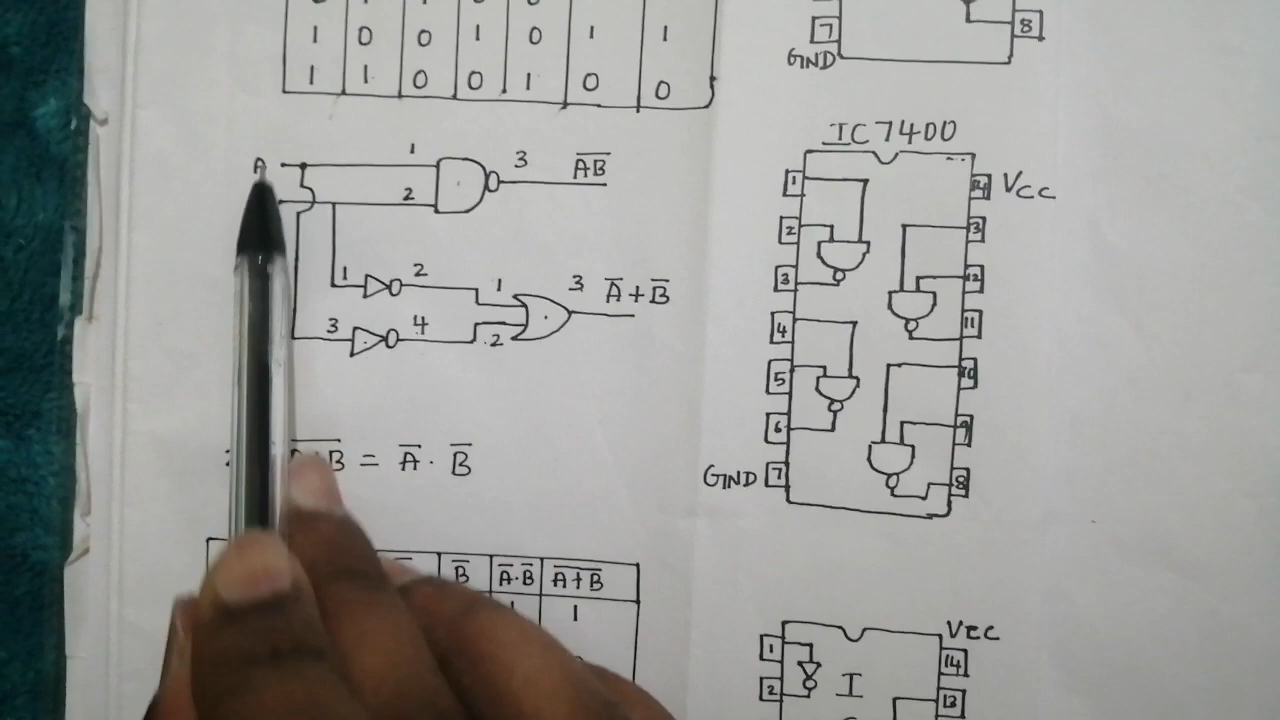 1 0 0 1 0 1 1
1 1 0 0 1 0 0
7 8
GND
IC 7400
A 1 3 A̅B̅
2
1 2 1 3 A̅+B̅
3 4 2
B̅ = A̅ . B̅
B̅ A̅·B̅ A̅+̅B̅
1
1 14 VCC
2 13
3 12
4 11
5 10
6 9
GND 7 8
VCC
1 14
2 I 13